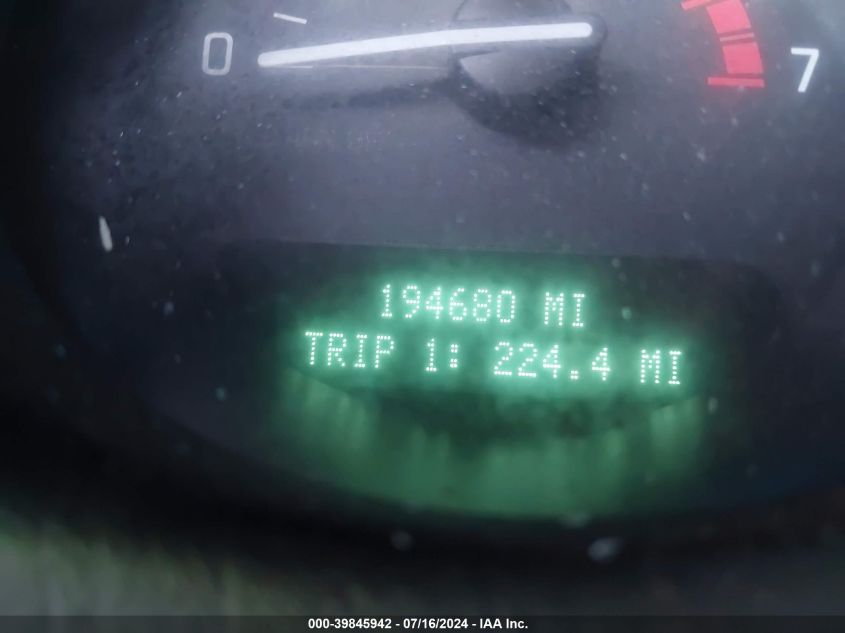 0
7
194680 MI
TRIP 1: 224.4 MI
000-39845942 - 07/16/2024 - IAA Inc.